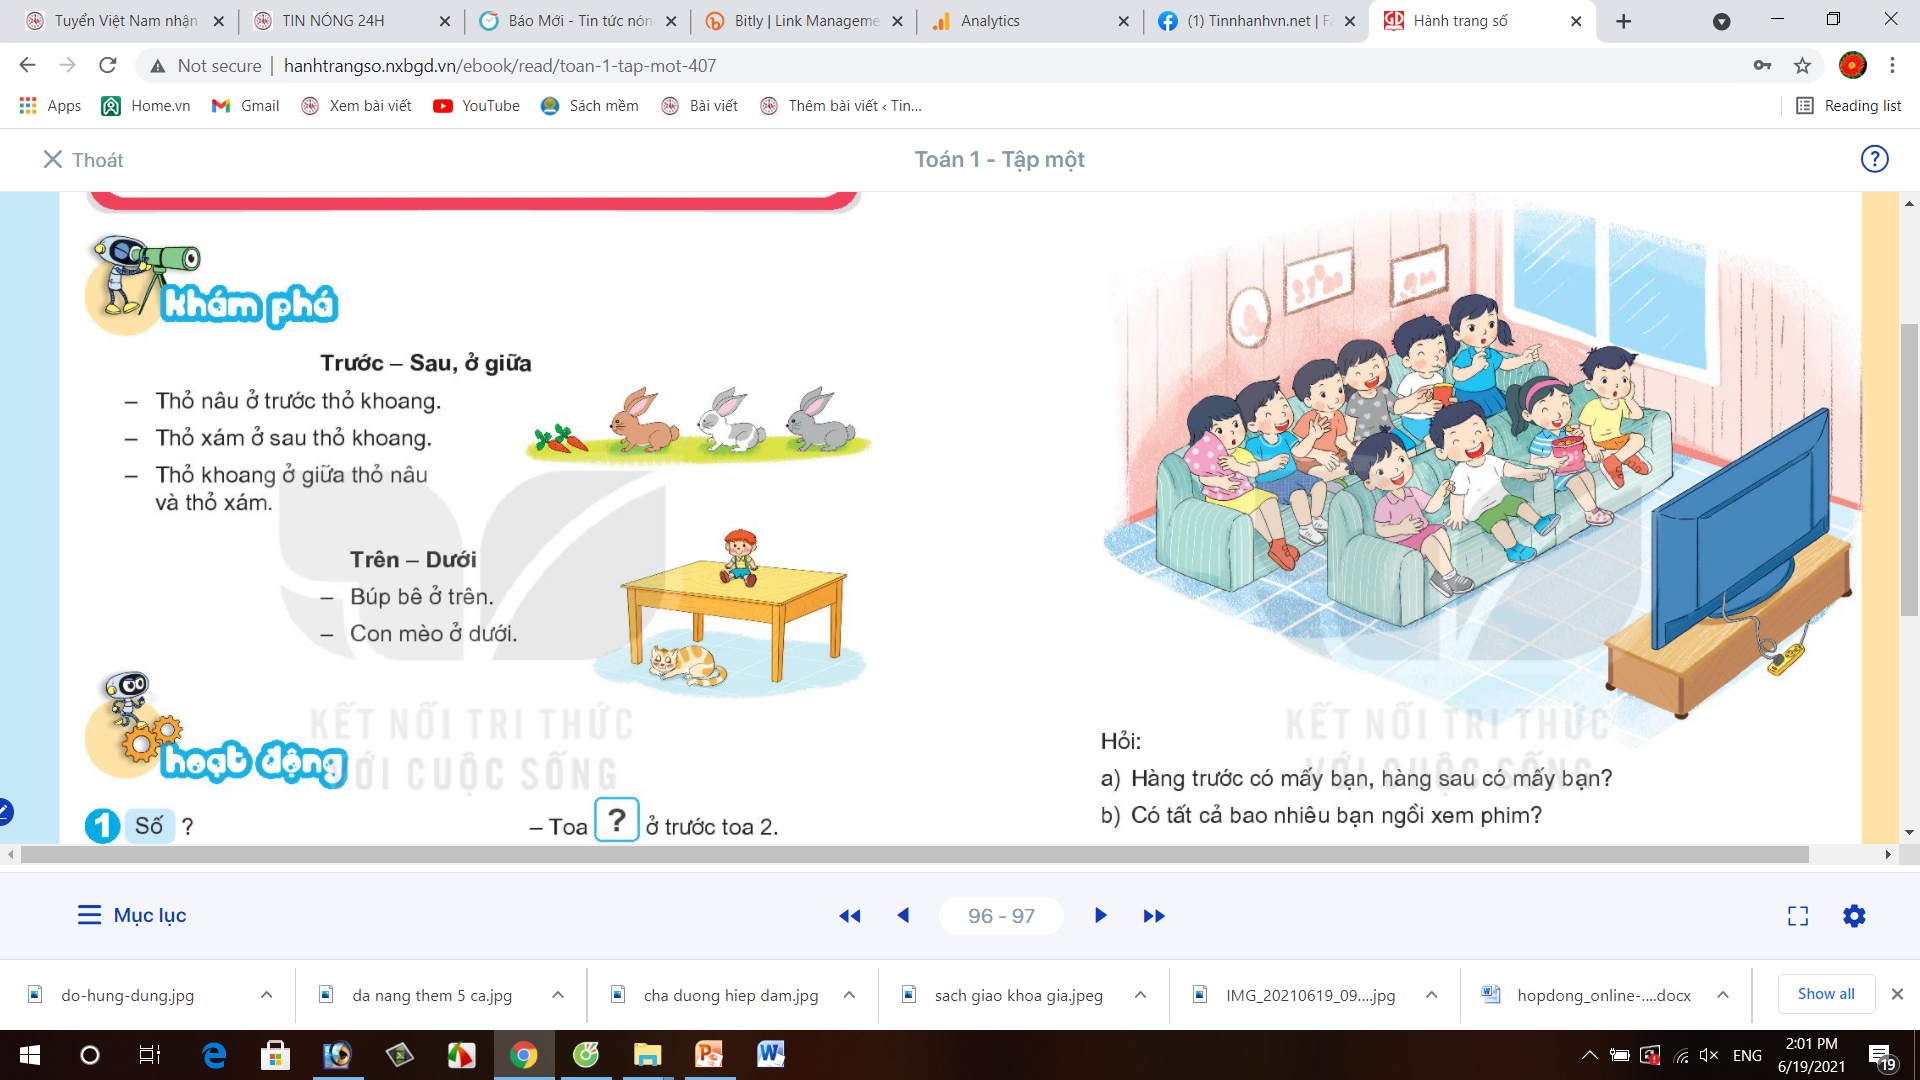 Tuyển Việt Nam nhận
TIN NÓNG 24H
Báo Mới - Tin tức nón
Bitly | Link Manageme
Analytics
(1) Tinnhanhvn.net | Fa
Hành trang số
Not secure | hanhtrangso.nxbgd.vn/ebook/read/toan-1-tap-mot-407
Apps
Home.vn
Gmail
Xem bài viết
YouTube
Sách mềm
Bài viết
Thêm bài viết ‹ Tin...
Reading list
Thoát
Toán 1 - Tập một
khám phá
Trước – Sau, ở giữa
– Thỏ nâu ở trước thỏ khoang.
– Thỏ xám ở sau thỏ khoang.
– Thỏ khoang ở giữa thỏ nâu
và thỏ xám.
Trên – Dưới
– Búp bê ở trên.
– Con mèo ở dưới.
KẾT NỐI TRI THỨC
VỚI CUỘC SỐNG
hoạt động
1 Số ?
– Toa ? ở trước toa 2.
KẾT NỐI TRI THỨC
VỚI CUỘC SỐNG
Hỏi:
a) Hàng trước có mấy bạn, hàng sau có mấy bạn?
b) Có tất cả bao nhiêu bạn ngồi xem phim?
Mục lục
96 - 97
do-hung-dung.jpg
da nang them 5 ca.jpg
cha duong hiep dam.jpg
sach giao khoa gia.jpeg
IMG_20210619_09....jpg
hopdong_online-....docx
Show all
ENG
2:01 PM
6/19/2021
19